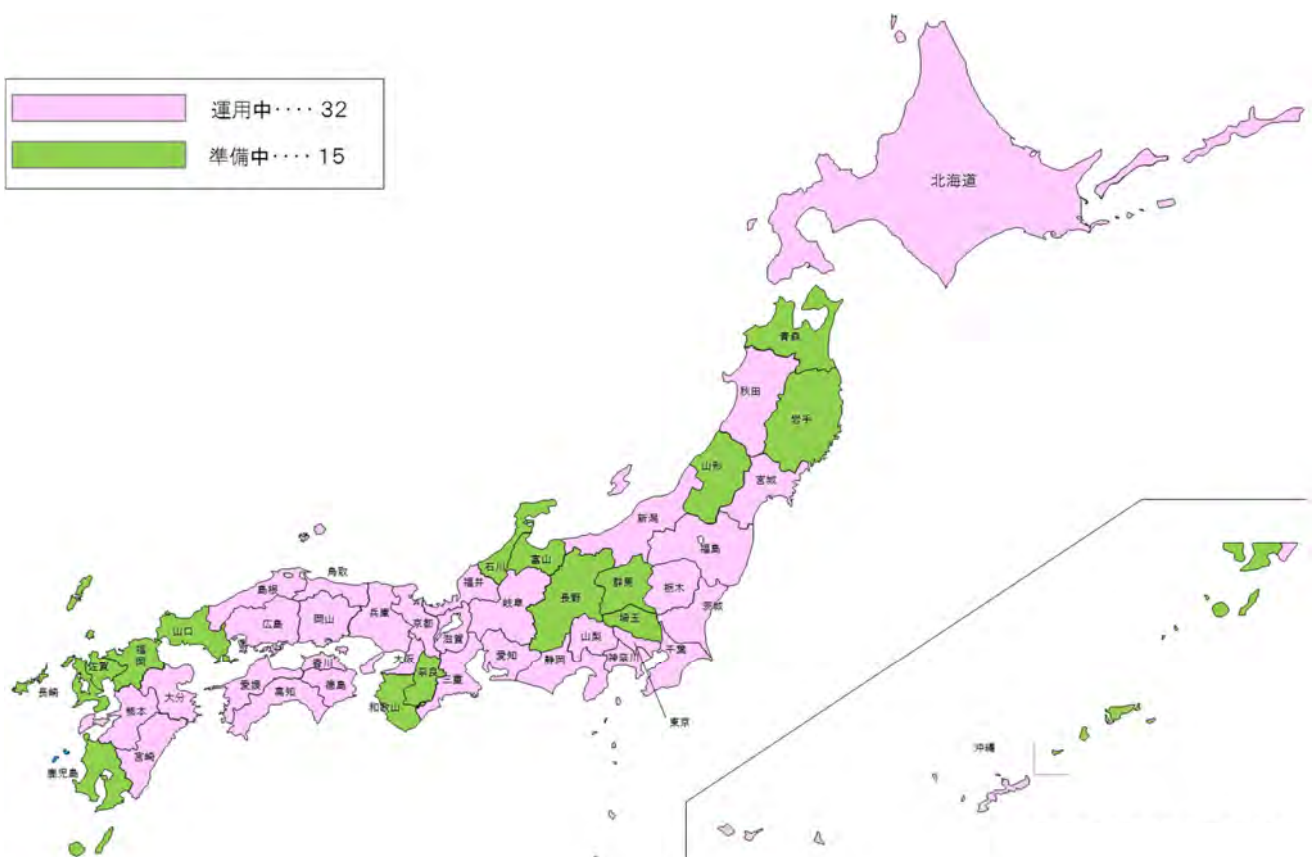 運用中････32
準備中････15
北海道
青森
秋田
岩手
山形
宮城
新潟
福島
石川
富山
福井
群馬
栃木
長野
岐阜
茨城
埼玉
鳥取
島根
広島
岡山
兵庫
京都
滋賀
山梨
千葉
愛知
静岡
神奈川
山口
福岡
佐賀
長崎
大阪
奈良
三重
和歌山
香川
愛媛
高知
徳島
東京
大分
熊本
宮崎
鹿児島
沖縄